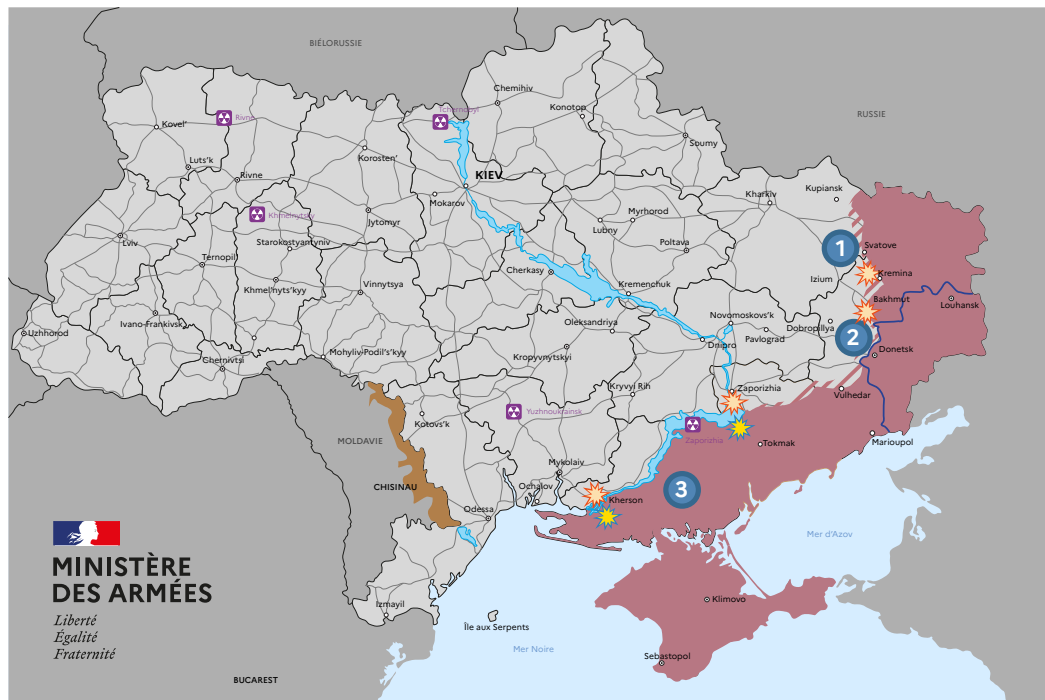 BIÉLORUSSIE
RUSSIE
Chernihiv
Konotop
Tchernobyl
Rivne
Kovel'
Soumy
Korosten'
Luts'k
Rivne
KIEV
Mokarov
Kharkiv
Kupiansk
Khmelnytsky
Jytomyr
Myrhorod
Lubny
Poltava
Lviv
Starokostyantyniv
Ternopil
1
Svatove
Cherkasy
Izium
Kremina
Khmel'nyts'kyy
Vinnytsya
Kremenchuk
Bakhmut
Louhansk
Ivano-Frankivsk
Oleksandriya
Novomoskovs'k
Dobropillya
2
Uzhhorod
Pavlograd
Dnipro
Donetsk
Chernivtsi
Mohyliv-Podil's'kyy
Kropyvnytskyi
Kryvyi Rih
Zaporizhia
Vulhedar
Yuzhnoukrainsk
Kotovs'k
MOLDAVIE
Zaporizhia
Tokmak
Marioupol
Mykolaiv
CHISINAU
Ochalov
3
Kherson
Odessa
Mer d'Azov
MINISTÈRE
DES ARMÉES
Liberté
Égalité
Fraternité
Izmayil
Klimovo
Île aux Serpents
Mer Noire
Sebastopol
BUCAREST